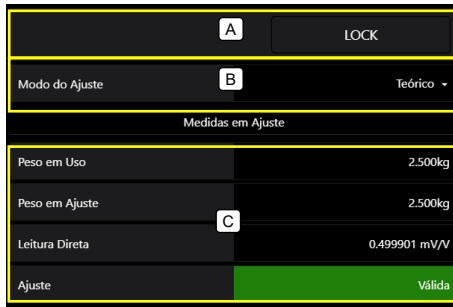 A LOCK
Modo do Ajuste B Teórico
Medidas em Ajuste
Peso em Uso 2.500kg
Peso em Ajuste 2.500kg
C
Leitura Direta 0.499901 mV/V
Ajuste Válida